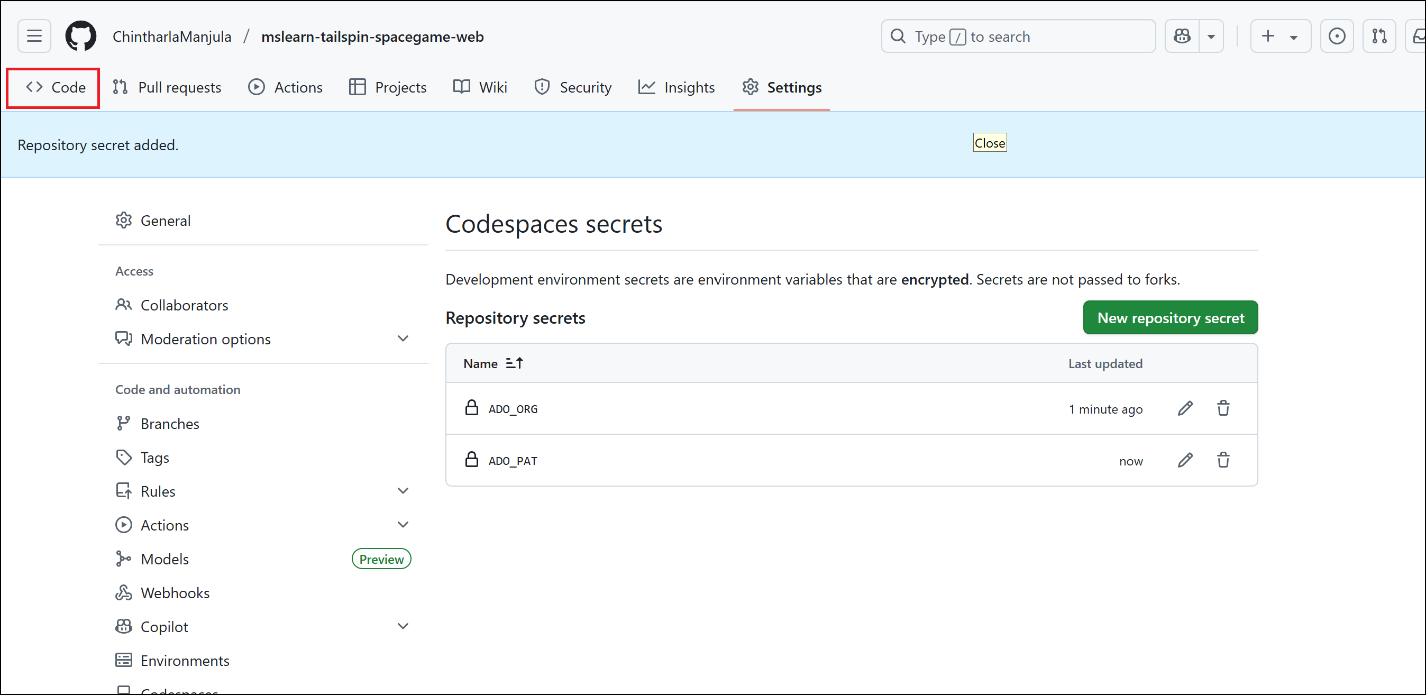 ChintharlaManjula / mslearn-tailspin-spacegame-web Type / to search
Code Pull requests Actions Projects Wiki Security Insights Settings
Repository secret added. Close
General
Access
Collaborators
Moderation options
Code and automation
Branches
Tags
Rules
Actions
Models Preview
Webhooks
Copilot
Environments
Codespaces
Codespaces secrets
Development environment secrets are environment variables that are encrypted. Secrets are not passed to forks.
Repository secrets New repository secret
Name Last updated
ADO_ORG 1 minute ago
ADO_PAT now